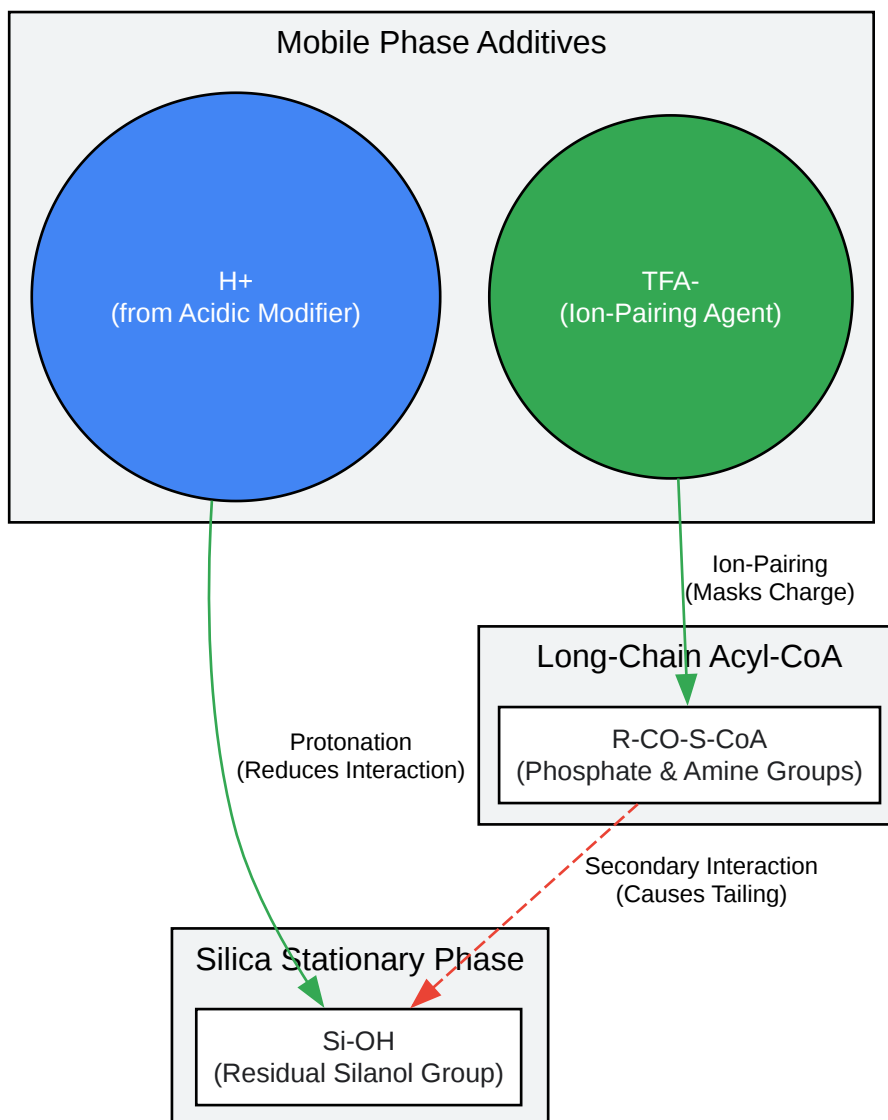 Mobile Phase Additives
H+
(from Acidic Modifier)
TFA-
(Ion-Pairing Agent)
Ion-Pairing
(Masks Charge)
Long-Chain Acyl-CoA
R-CO-S-CoA
(Phosphate & Amine Groups)
Protonation
(Reduces Interaction)
Secondary Interaction
(Causes Tailing)
Silica Stationary Phase
Si-OH
(Residual Silanol Group)